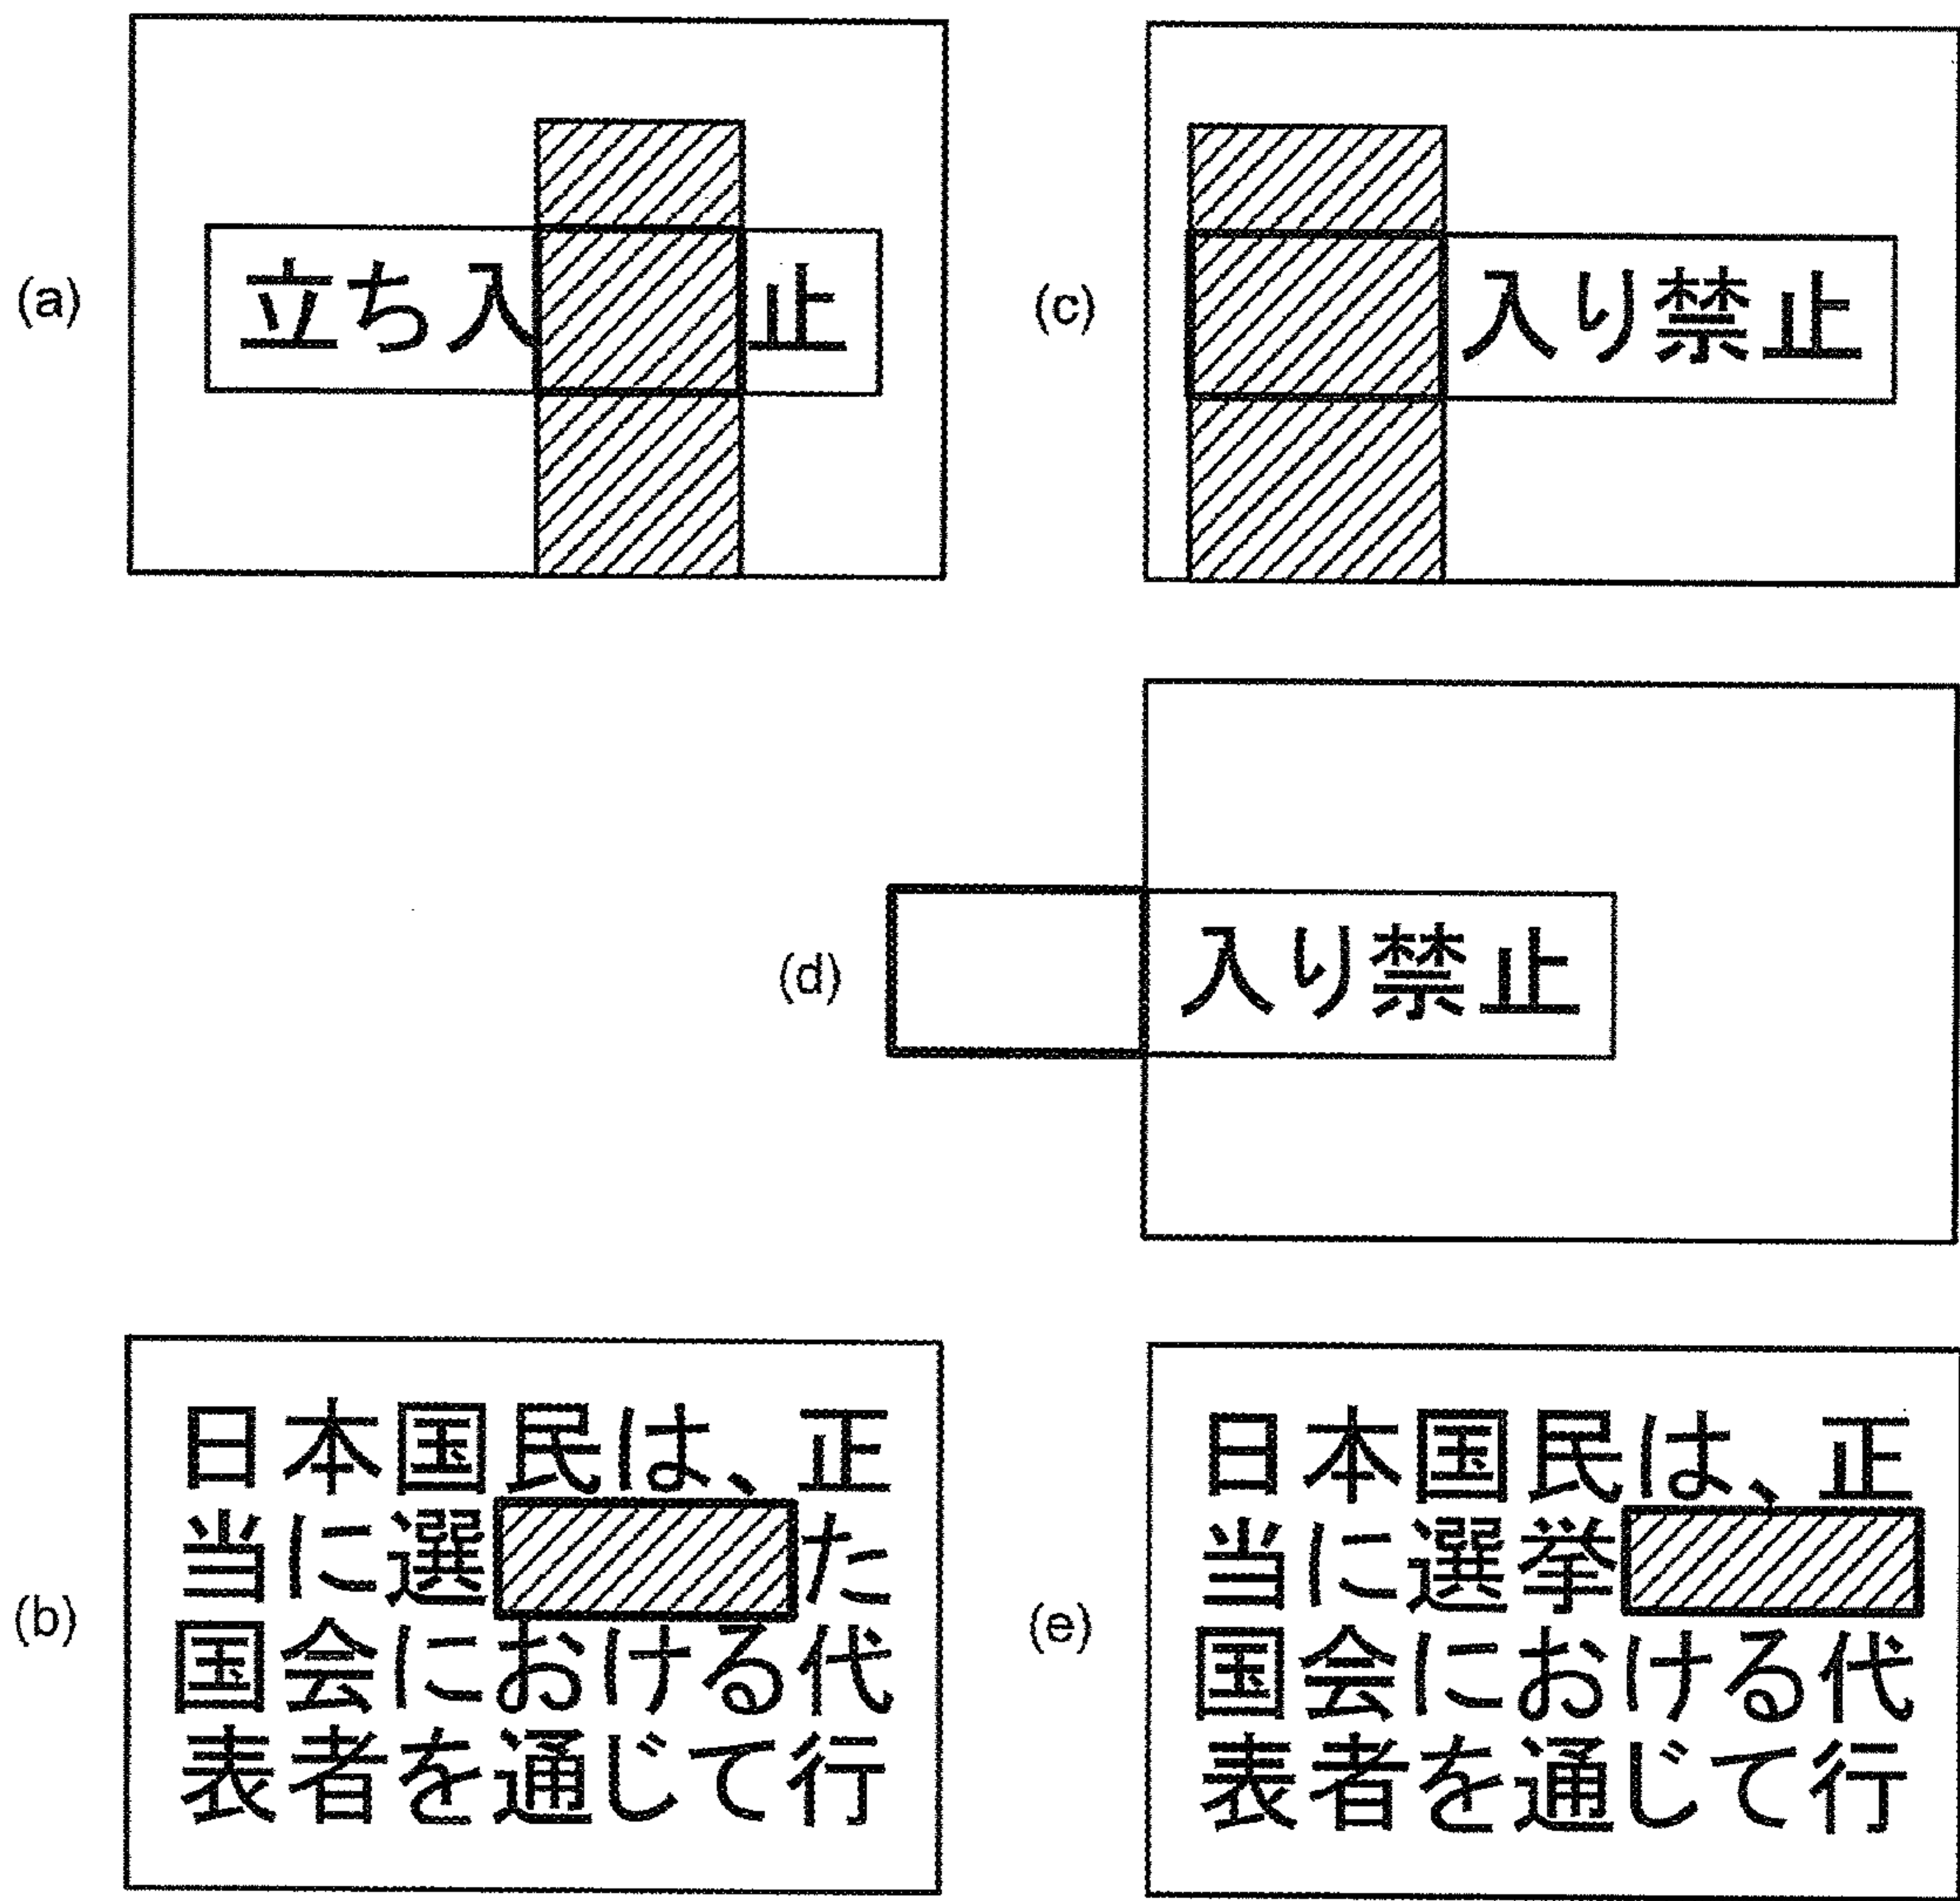 (a)
立ち入 止
(c)
入り禁止
(d)
入り禁止
(b)
日本国民は、正
当に選 た
国会における代
表者を通じて行
(e)
日本国民は、正
当に選挙
国会における代
表者を通じて行